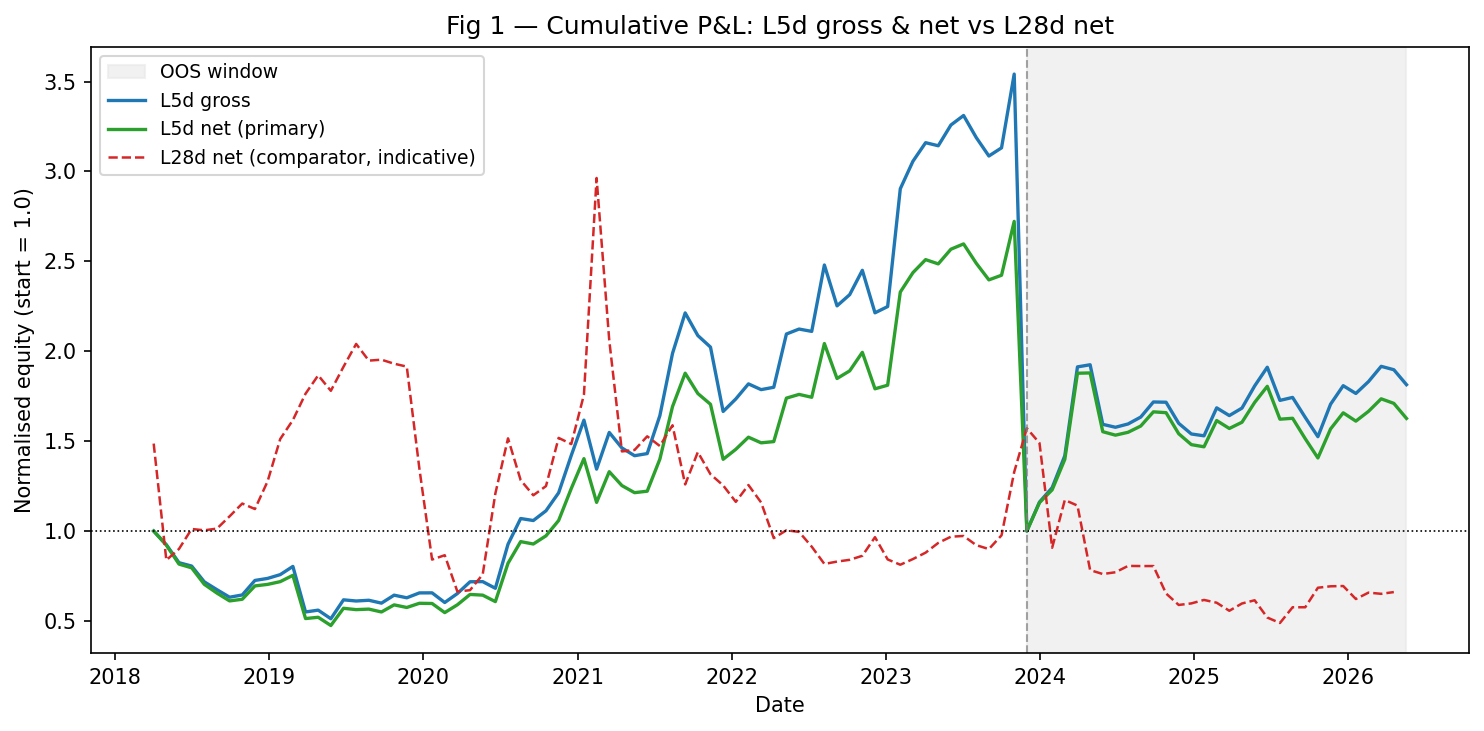 Fig 1 — Cumulative P&L: L5d gross & net vs L28d net
OOS window
L5d gross
L5d net (primary)
L28d net (comparator, indicative)
Normalised equity (start = 1.0)
3.5
3.0
2.5
2.0
1.5
1.0
0.5
2018 2019 2020 2021 2022 2023 2024 2025 2026
Date